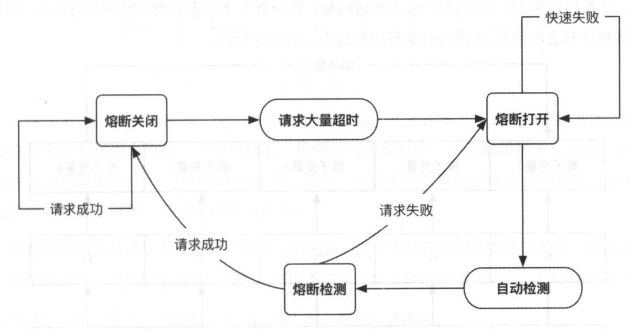 快速失败
熔断关闭
请求大量超时
熔断打开
请求成功
请求失败
请求成功
熔断检测
自动检测